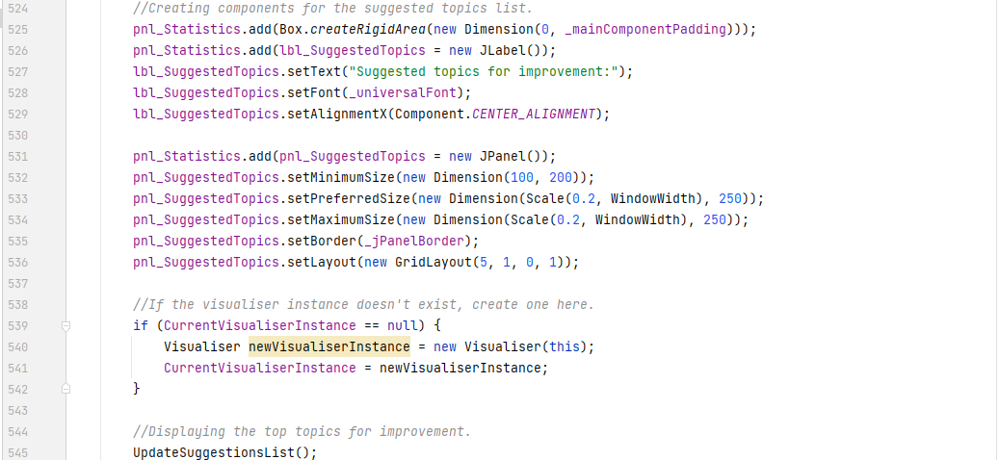 524 //Creating components for the suggested topics list.
525 pnl_Statistics.add(Box.createRigidArea(new Dimension(0, _mainComponentPadding)));
526 pnl_Statistics.add(lbl_SuggestedTopics = new JLabel());
527 lbl_SuggestedTopics.setText("Suggested topics for improvement:");
528 lbl_SuggestedTopics.setFont(_universalFont);
529 lbl_SuggestedTopics.setAlignmentX(Component.CENTER_ALIGNMENT);
530
531 pnl_Statistics.add(pnl_SuggestedTopics = new JPanel());
532 pnl_SuggestedTopics.setMinimumSize(new Dimension(100, 200));
533 pnl_SuggestedTopics.setPreferredSize(new Dimension(Scale(0.2, WindowWidth), 250));
534 pnl_SuggestedTopics.setMaximumSize(new Dimension(Scale(0.2, WindowWidth), 250));
535 pnl_SuggestedTopics.setBorder(_jPanelBorder);
536 pnl_SuggestedTopics.setLayout(new GridLayout(5, 1, 0, 1));
537
538 //If the visualiser instance doesn't exist, create one here.
539 if (CurrentVisualiserInstance == null) {
540 Visualiser newVisualiserInstance = new Visualiser(this);
541 CurrentVisualiserInstance = newVisualiserInstance;
542 }
543
544 //Displaying the top topics for improvement.
545 UpdateSuggestionsList();